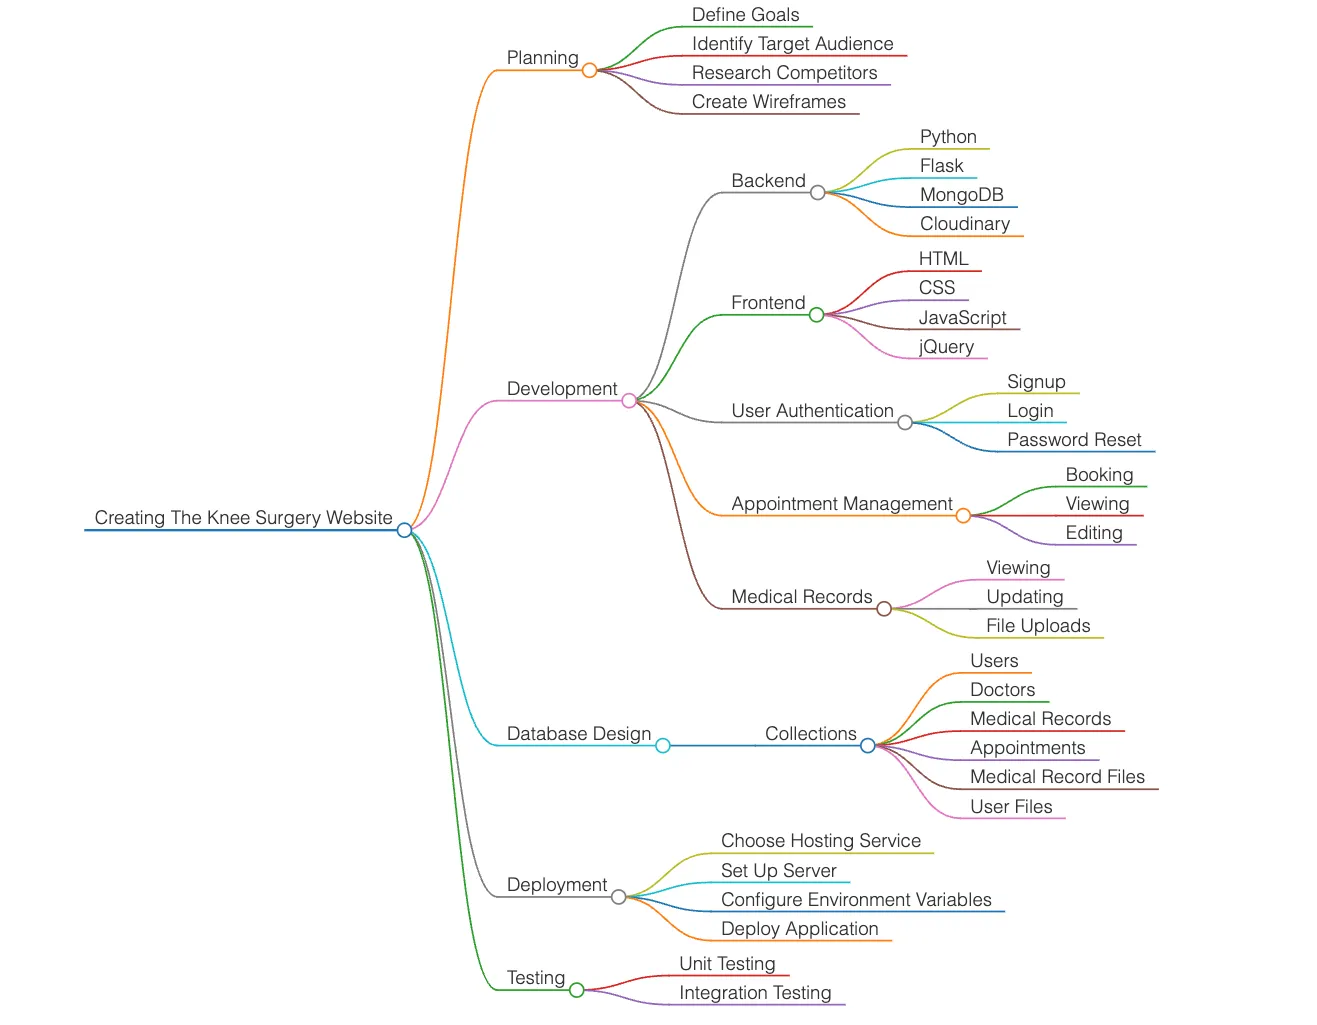 Creating The Knee Surgery Website
Planning
Define Goals
Identify Target Audience
Research Competitors
Create Wireframes
Development
Backend
Python
Flask
MongoDB
Cloudinary
Frontend
HTML
CSS
JavaScript
jQuery
User Authentication
Signup
Login
Password Reset
Appointment Management
Booking
Viewing
Editing
Medical Records
Viewing
Updating
File Uploads
Database Design
Collections
Users
Doctors
Medical Records
Appointments
Medical Record Files
User Files
Deployment
Choose Hosting Service
Set Up Server
Configure Environment Variables
Deploy Application
Testing
Unit Testing
Integration Testing